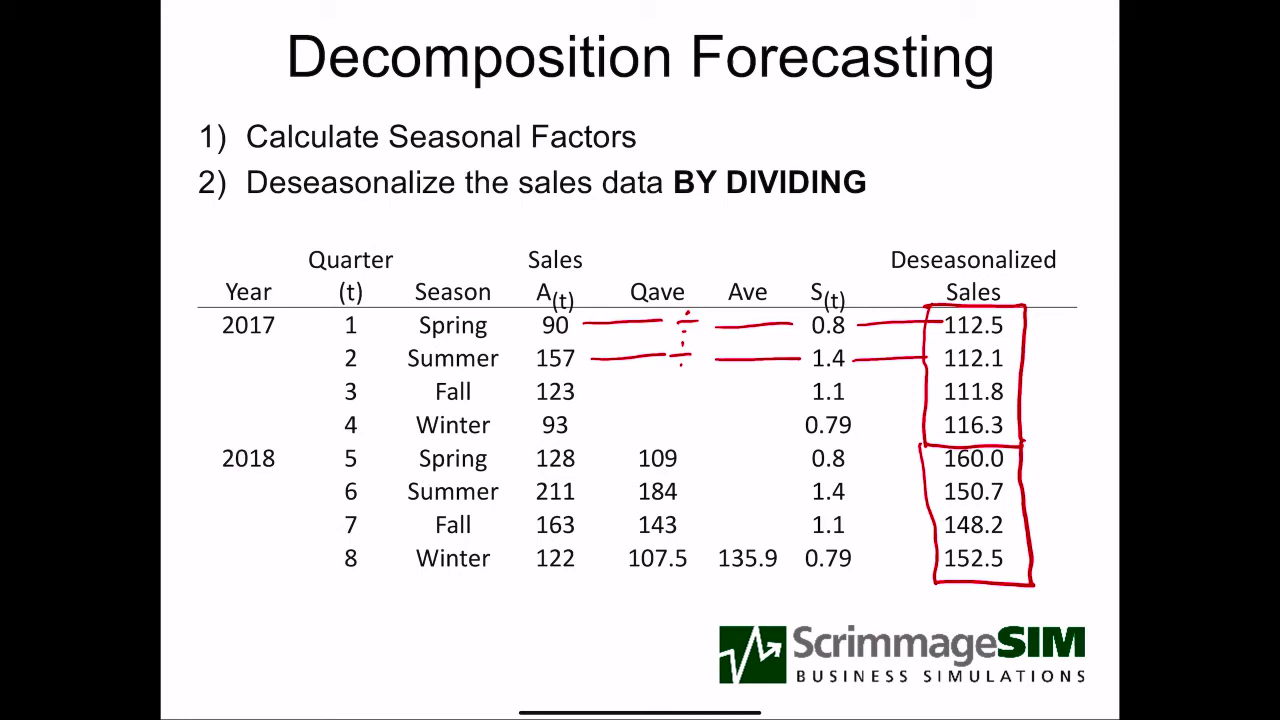 Decomposition Forecasting
1) Calculate Seasonal Factors
2) Deseasonalize the sales data BY DIVIDING
Quarter Sales Deseasonalized
Year (t) Season A(t) Qave Ave S(t) Sales
2017 1 Spring 90 ÷ 0.8 112.5
2 Summer 157 ÷ 1.4 112.1
3 Fall 123 1.1 111.8
4 Winter 93 0.79 116.3
2018 5 Spring 128 109 0.8 160.0
6 Summer 211 184 1.4 150.7
7 Fall 163 143 1.1 148.2
8 Winter 122 107.5 135.9 0.79 152.5
ScrimmageSIM
BUSINESS SIMULATIONS